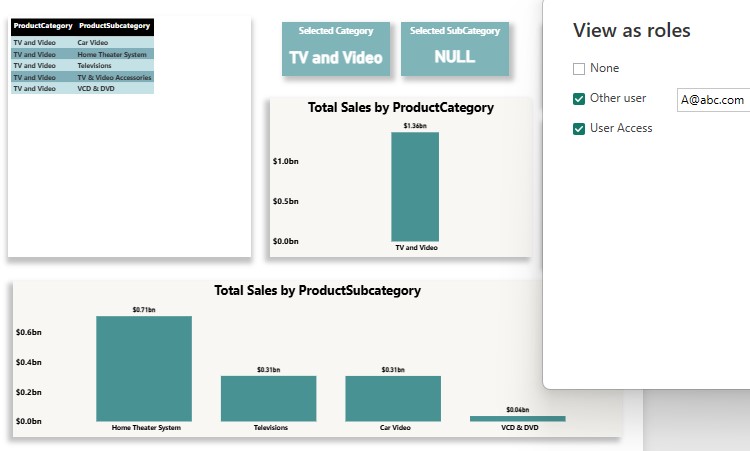 ProductCategory ProductSubcategory
TV and Video Car Video
TV and Video Home Theater System
TV and Video Televisions
TV and Video TV & Video Accessories
TV and Video VCD & DVD
Selected Category
TV and Video
Selected SubCategory
NULL
Total Sales by ProductCategory
$1.36bn
$1.0bn
$0.5bn
$0.0bn
TV and Video
View as roles
None
Other user A@abc.com
User Access
Total Sales by ProductSubcategory
$0.71bn
$0.6bn
$0.31bn $0.31bn
$0.4bn
$0.2bn
$0.04bn
$0.0bn
Home Theater System Televisions Car Video VCD & DVD